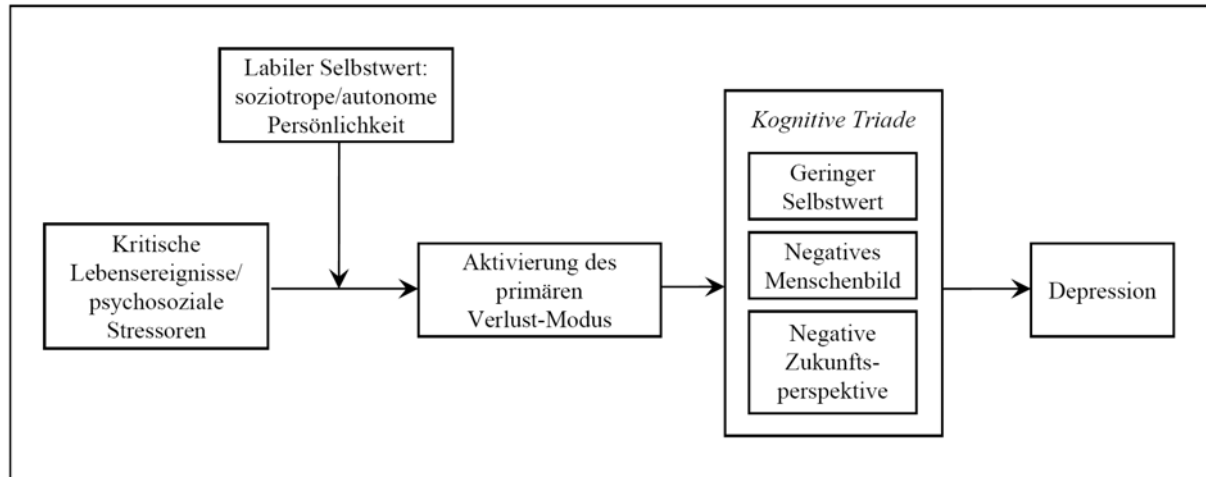 Labiler Selbstwert:
soziotrope/autonome
Persönlichkeit
Kritische
Lebensereignisse/
psychosoziale
Stressoren
Aktivierung des
primären
Verlust-Modus
Kognitive Triade
Geringer
Selbstwert
Negatives
Menschenbild
Negative
Zukunfts-
perspektive
Depression